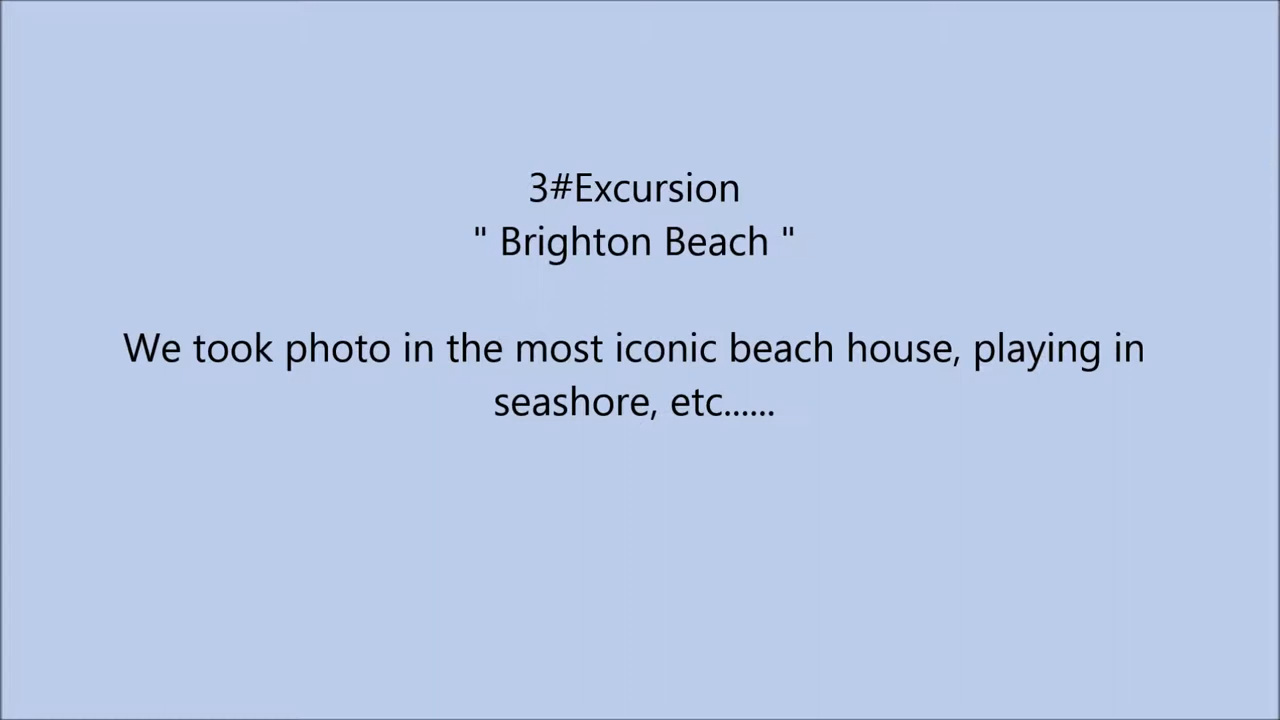 3#Excursion
" Brighton Beach "
We took photo in the most iconic beach house, playing in
seashore, etc......